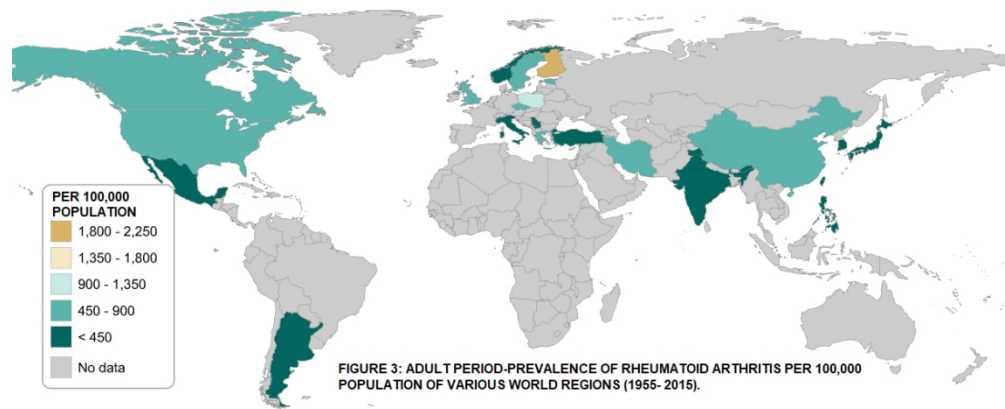 PER 100,000
POPULATION
1,800 - 2,250
1,350 - 1,800
900 - 1,350
450 - 900
< 450
No data
FIGURE 3: ADULT PERIOD-PREVALENCE OF RHEUMATOID ARTHRITIS PER 100,000
POPULATION OF VARIOUS WORLD REGIONS (1955- 2015).